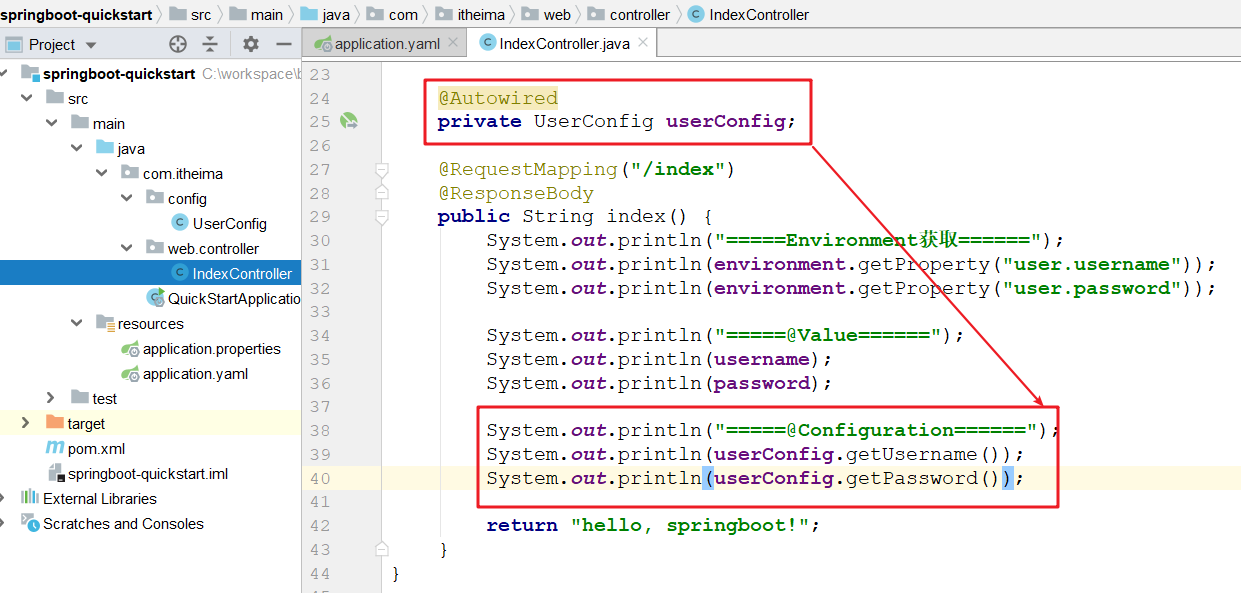 springboot-quickstart src main java com itheima web controller IndexController
Project
application.yaml IndexController.java
springboot-quickstart C:\workspace\
src
main
java
com.itheima
config
UserConfig
web.controller
IndexController
QuickStartApplicatio
resources
application.properties
application.yaml
test
target
pom.xml
springboot-quickstart.iml
External Libraries
Scratches and Consoles
23
24 @Autowired
25 private UserConfig userConfig;
26
27 @RequestMapping("/index")
28 @ResponseBody
29 public String index() {
30 System.out.println("=====Environment获取======");
31 System.out.println(environment.getProperty("user.username"));
32 System.out.println(environment.getProperty("user.password"));
33
34 System.out.println("=====@Value======");
35 System.out.println(username);
36 System.out.println(password);
37
38 System.out.println("=====@Configuration======");
39 System.out.println(userConfig.getUsername());
40 System.out.println(userConfig.getPassword());
41
42 return "hello, springboot!";
43 }
44 }